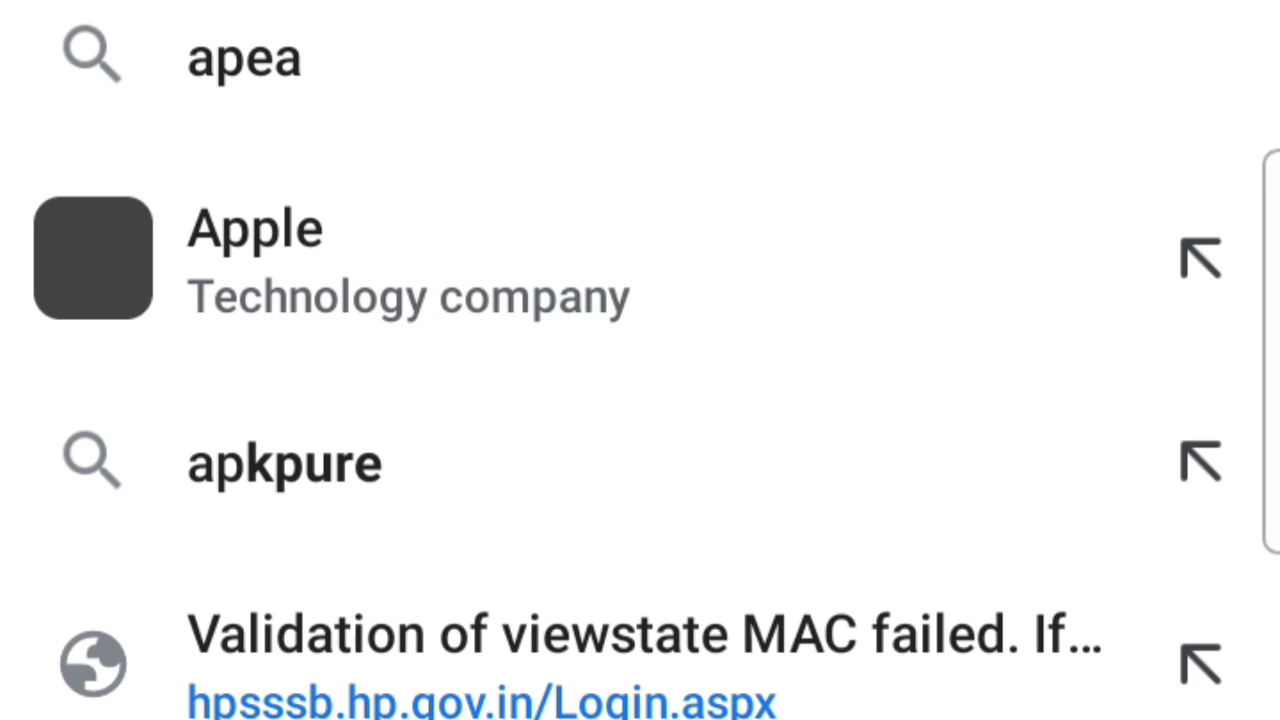 apea
Apple
Technology company
apkpure
Validation of viewstate MAC failed. If...
hpsssb.hp.gov.in/Login.aspx